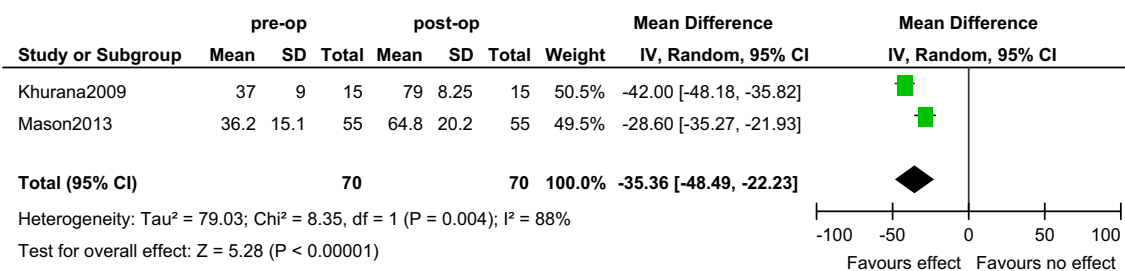 pre-op post-op Mean Difference Mean Difference
Study or Subgroup Mean SD Total Mean SD Total Weight IV, Random, 95% CI IV, Random, 95% CI
Khurana2009 37 9 15 79 8.25 15 50.5% -42.00 [-48.18, -35.82]
Mason2013 36.2 15.1 55 64.8 20.2 55 49.5% -28.60 [-35.27, -21.93]
Total (95% CI) 70 70 100.0% -35.36 [-48.49, -22.23]
Heterogeneity: Tau² = 79.03; Chi² = 8.35, df = 1 (P = 0.004); I² = 88%
Test for overall effect: Z = 5.28 (P < 0.00001)
-100 -50 0 50 100
Favours effect Favours no effect